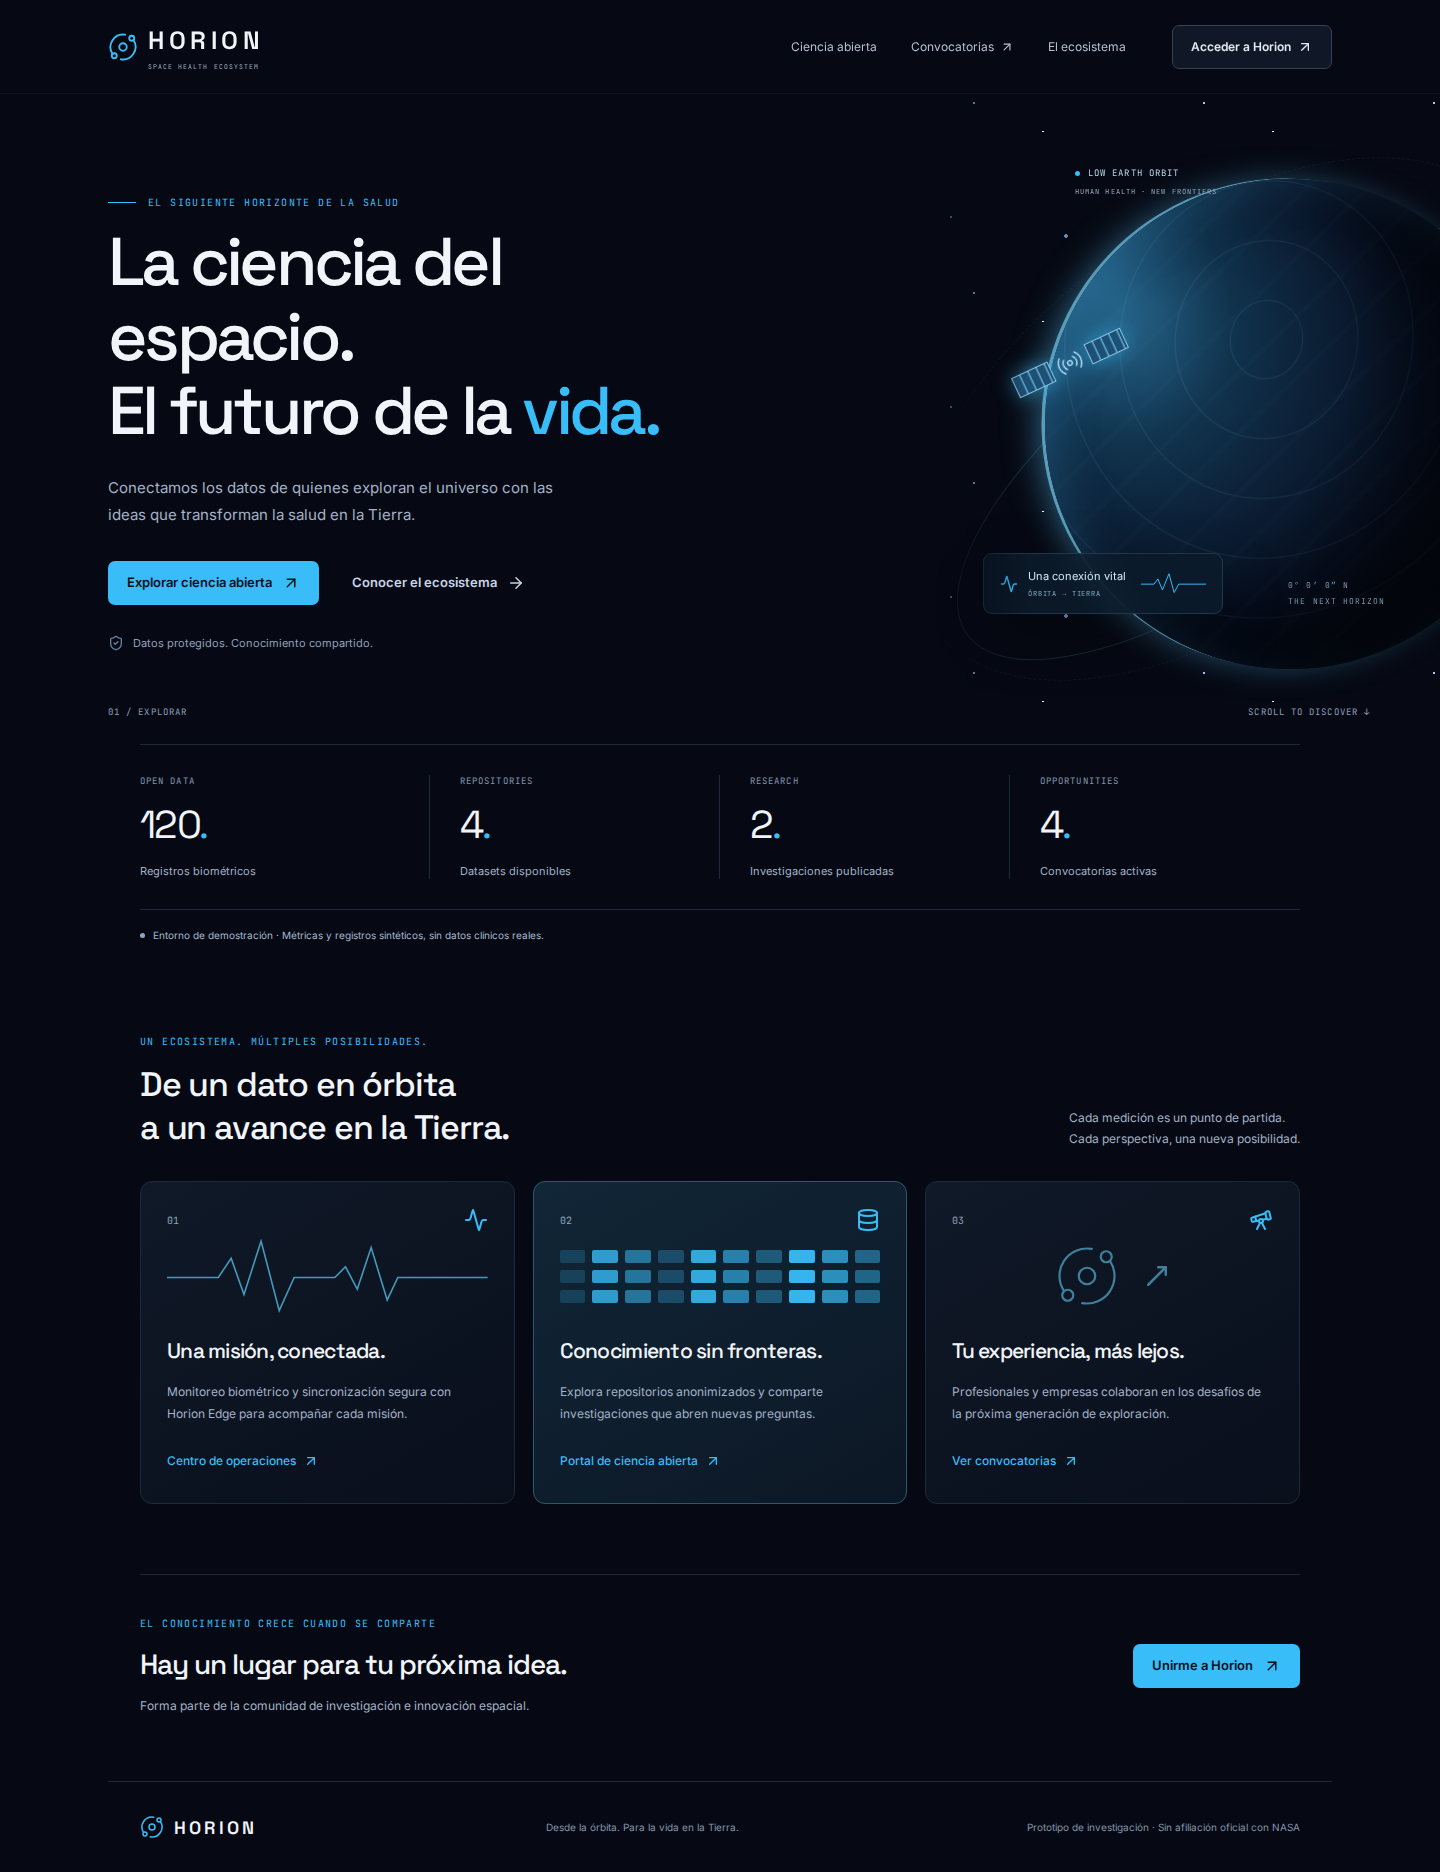 HORION
SPACE HEALTH ECOSYSTEM
Ciencia abierta
Convocatorias
El ecosistema
Acceder a Horion
LOW EARTH ORBIT
HUMAN HEALTH · NEW FRONTIERS
EL SIGUIENTE HORIZONTE DE LA SALUD
La ciencia del
espacio.
El futuro de la vida.
Conectamos los datos de quienes exploran el universo con las
ideas que transforman la salud en la Tierra.
Explorar ciencia abierta
Conocer el ecosistema →
Datos protegidos. Conocimiento compartido.
Una conexión vital
ÓRBITA → TIERRA
0° 0′ 0″ N
THE NEXT HORIZON
01 / EXPLORAR
SCROLL TO DISCOVER ↓
OPEN DATA
120.
Registros biométricos
REPOSITORIES
4.
Datasets disponibles
RESEARCH
2.
Investigaciones publicadas
OPPORTUNITIES
4.
Convocatorias activas
Entorno de demostración · Métricas y registros sintéticos, sin datos clínicos reales.
UN ECOSISTEMA. MÚLTIPLES POSIBILIDADES.
De un dato en órbita
a un avance en la Tierra.
Cada medición es un punto de partida.
Cada perspectiva, una nueva posibilidad.
01
Una misión, conectada.
Monitoreo biométrico y sincronización segura con
Horion Edge para acompañar cada misión.
Centro de operaciones
02
Conocimiento sin fronteras.
Explora repositorios anonimizados y comparte
investigaciones que abren nuevas preguntas.
Portal de ciencia abierta
03
Tu experiencia, más lejos.
Profesionales y empresas colaboran en los desafíos de
la próxima generación de exploración.
Ver convocatorias
EL CONOCIMIENTO CRECE CUANDO SE COMPARTE
Hay un lugar para tu próxima idea.
Forma parte de la comunidad de investigación e innovación espacial.
Unirme a Horion
HORION
Desde la órbita. Para la vida en la Tierra.
Prototipo de investigación · Sin afiliación oficial con NASA